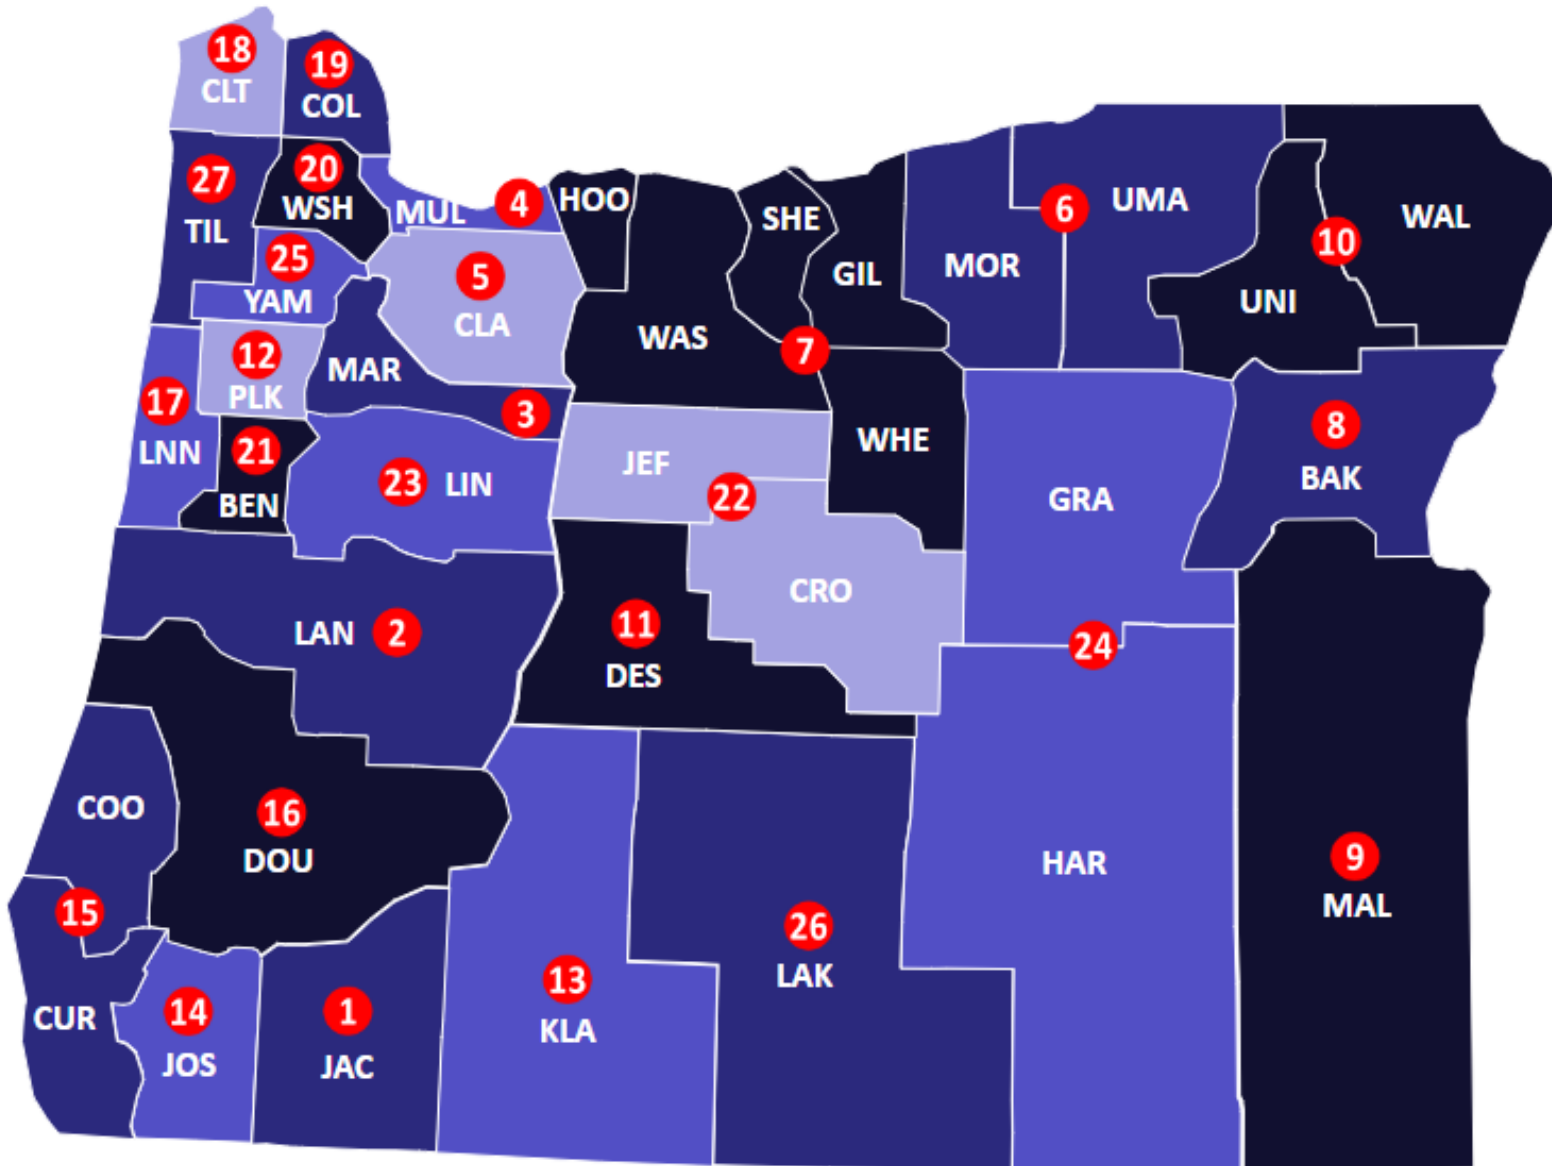 18
CLT
19
COL
27
TIL
20
WSH
MUL 4
HOO
25
YAM
5
CLA
WAS
SHE
GIL
7
MOR
6
UMA
UNI
10
WAL
12
PLK
MAR
3
17
LNN
21
BEN
23 LIN
JEF
22
WHE
GRA
8
BAK
CRO
LAN 2
11
DES
24
COO
16
DOU
HAR
9
MAL
15
CUR
14
JOS
1
JAC
13
KLA
26
LAK